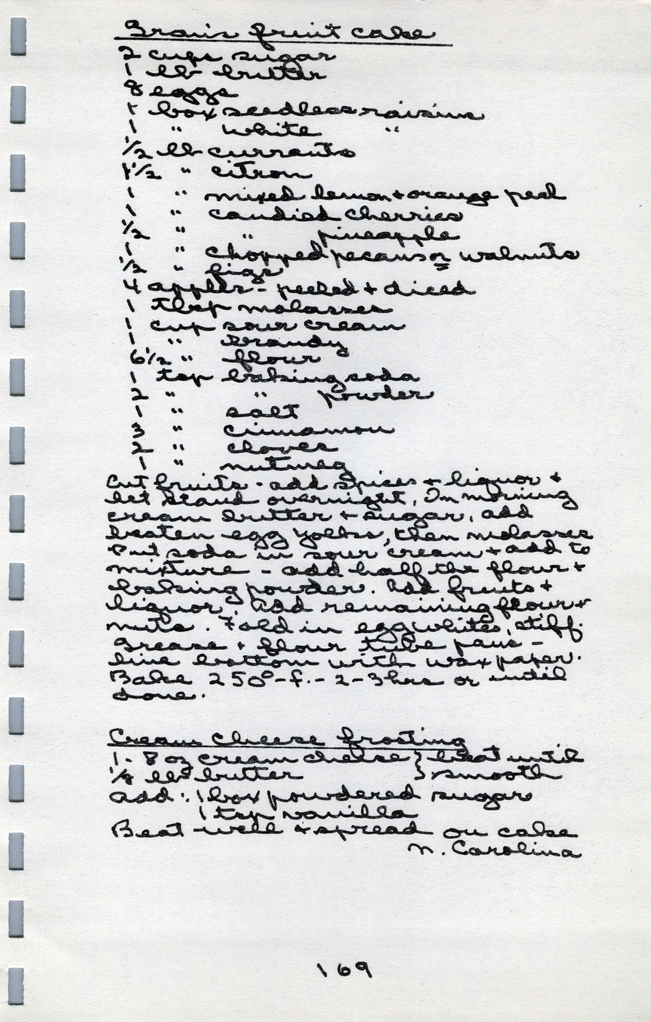 Gram's fruit cake
2 cups sugar
1 lb butter
8 eggs
1 box seedless raisins
1 " white "
1/2 lb currants
1 1/2 " citron
1 " mixed lemon + orange peel
1 " candied cherries
1/2 " " pineapple
1 " chopped pecans or walnuts
1/2 " figs
4 apples - peeled + diced
1 tbsp molasses
1 cup sour cream
1 " brandy
6 1/2 " flour
1 tsp baking soda
2 " " powder
1 " salt
3 " cinnamon
2 " cloves
1 " nutmeg
Cut fruits - add spices + liquor +
let stand overnight. In morning
cream butter + sugar, add
beaten egg yolks, then molasses
Put soda in sour cream + add to
mixture - add half the flour +
baking powder. Add fruits +
liquor. Add remaining flour +
nuts. Fold in egg whites, stiff.
Grease + flour tube pans -
line bottom with wax paper.
Bake 250°-f. - 2-3 hrs or until
done.
Cream Cheese frosting
1- 8 oz cream cheese } beat until
1/4 lb butter } smooth
add: 1 box powdered sugar
1 tsp vanilla
Beat well + spread on cake
N. Carolina
169